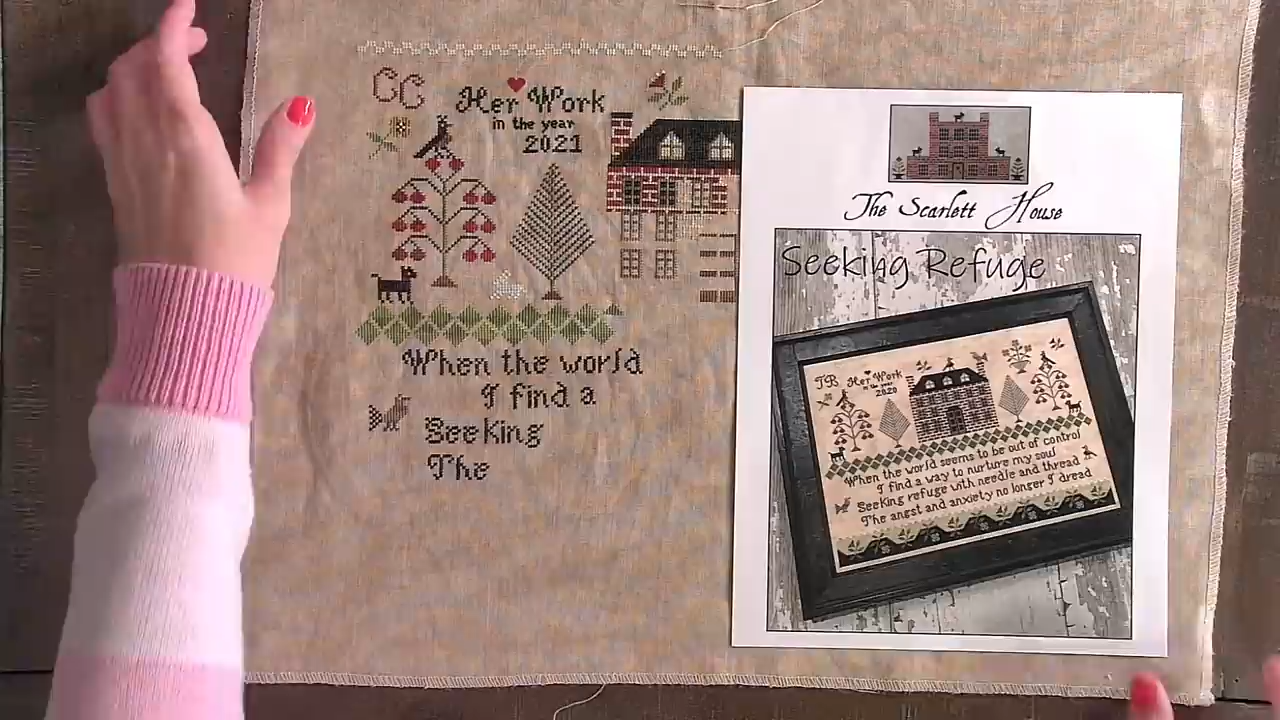 CC
Her Work
in the year
2021
When the world
I find a
Seeking
The
The Scarlett House
Seeking Refuge
TB Her Work
in the year
2020
When the world seems to be out of control
I find a way to nurture my soul
Seeking refuge with needle and thread
The angst and anxiety no longer I dread